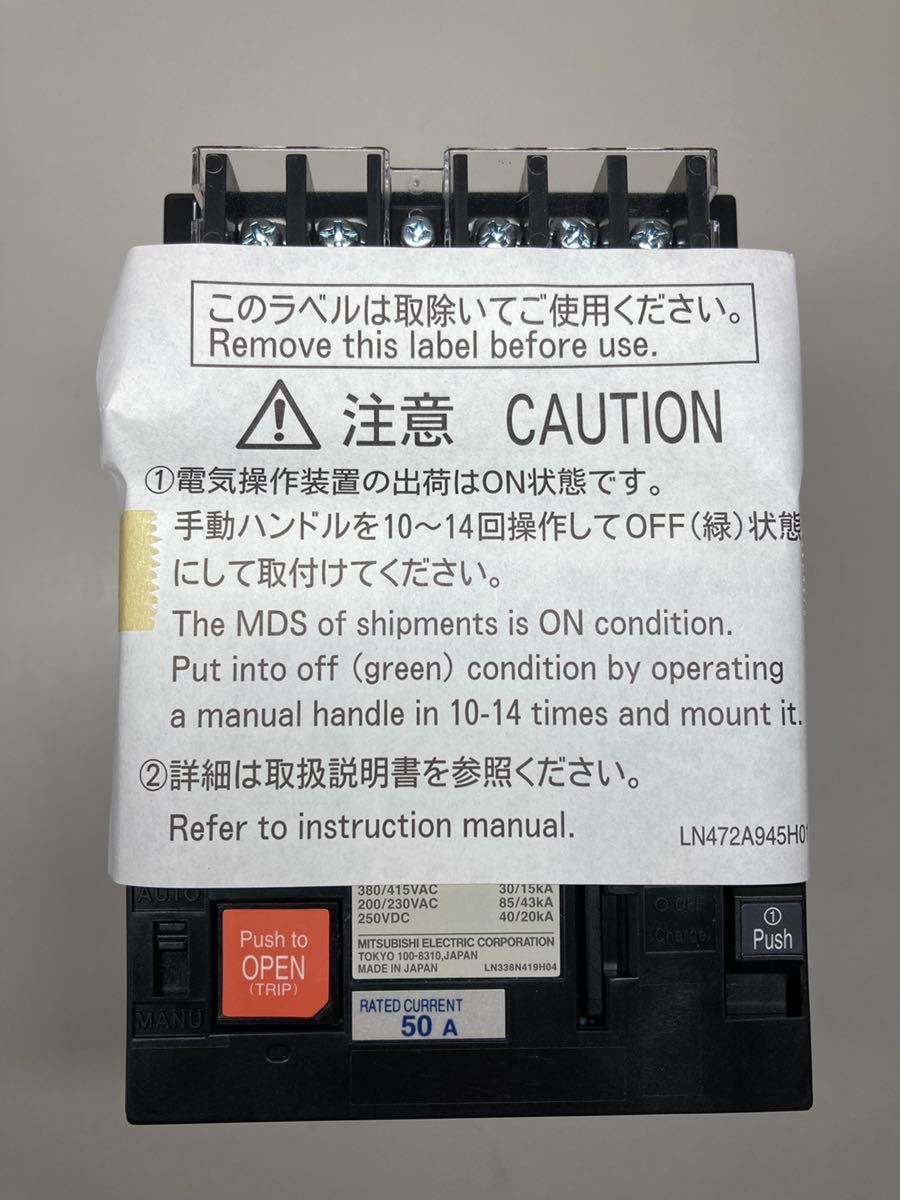 このラベルは取除いてご使用ください。
Remove this label before use.
注意 CAUTION
①電気操作装置の出荷はON状態です。
手動ハンドルを10〜14回操作してOFF(緑)状態
にして取付けてください。
The MDS of shipments is ON condition.
Put into off (green) condition by operating
a manual handle in 10-14 times and mount it.
②詳細は取扱説明書を参照ください。
Refer to instruction manual.
LN472A945H01
AUTO
MANU
Push to
OPEN
(TRIP)
380/415VAC 30/15kA
200/230VAC 85/43kA
250VDC 40/20kA
MITSUBISHI ELECTRIC CORPORATION
TOKYO 100-8310,JAPAN
MADE IN JAPAN LN338N419H04
RATED CURRENT
50 A
OFF
(Charge)
①
Push